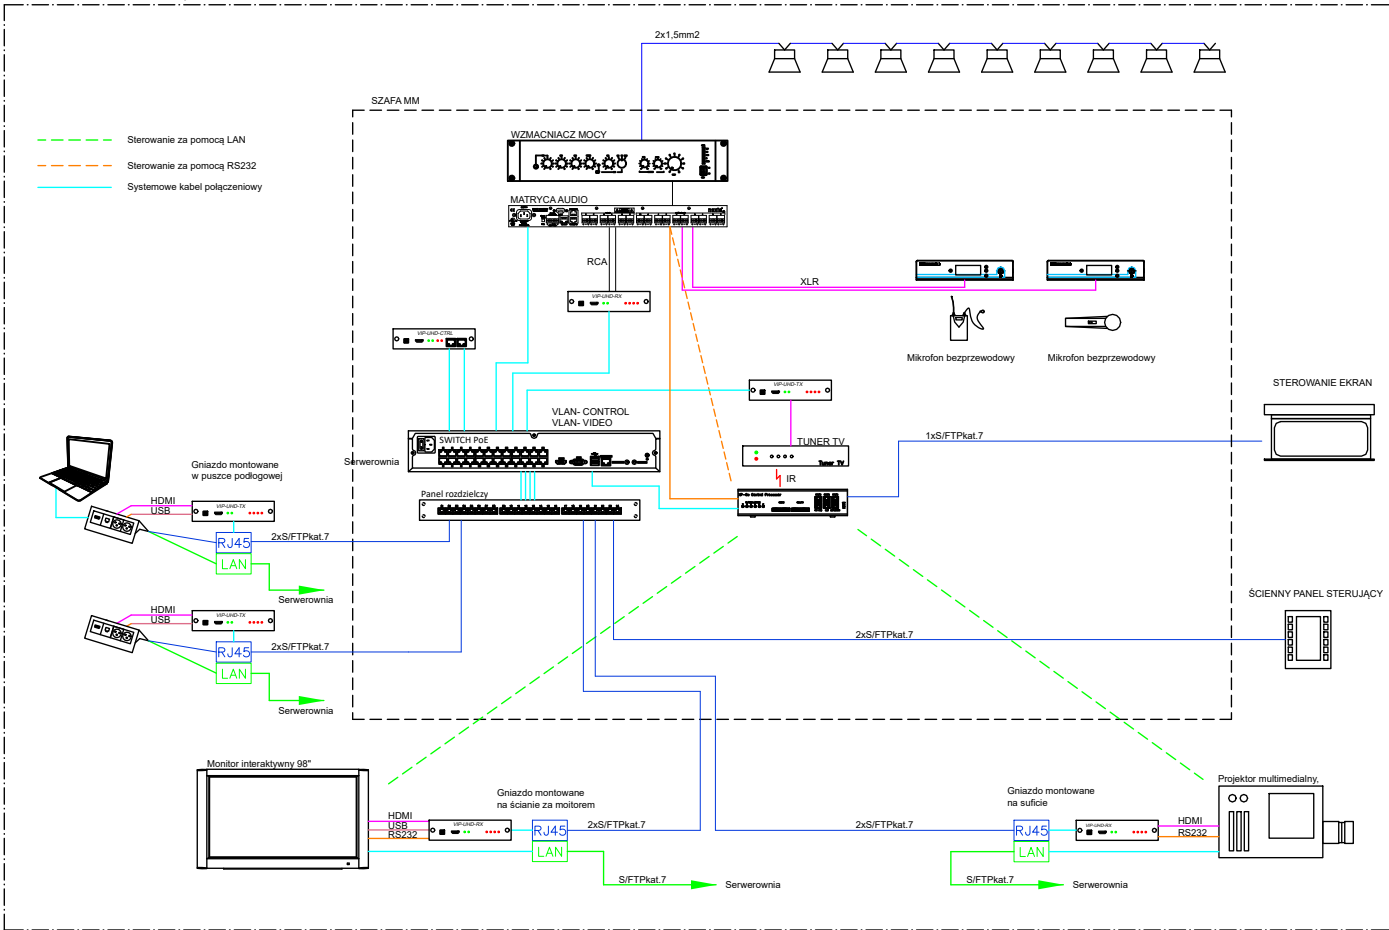 2x1,5mm2
SZAFA MM
Sterowanie za pomocą LAN
Sterowanie za pomocą RS232
Systemowe kabel połączeniowy
WZMACNIACZ MOCY
MATRYCA AUDIO
RCA
XLR
VIP-UHD-RX
VIP-UHD-CTRL
Mikrofon bezprzewodowy
Mikrofon bezprzewodowy
VIP-UHD-TX
STEROWANIE EKRAN
VLAN- CONTROL
VLAN- VIDEO
SWITCH PoE
Serwerownia
TUNER TV
Tuner TV
IR
1xS/FTPkat.7
Gniazdo montowane
w puszce podłogowej
Panel rozdzielczy
HDMI
USB
VIP-UHD-TX
RJ45
LAN
2xS/FTPkat.7
Serwerownia
HDMI
USB
VIP-UHD-TX
RJ45
LAN
2xS/FTPkat.7
Serwerownia
2xS/FTPkat.7
ŚCIENNY PANEL STERUJĄCY
Monitor interaktywny 98"
Gniazdo montowane
na ścianie za moitorem
HDMI
USB
RS232
VIP-UHD-RX
RJ45
LAN
2xS/FTPkat.7
S/FTPkat.7
Serwerownia
2xS/FTPkat.7
Gniazdo montowane
na suficie
RJ45
LAN
VIP-UHD-RX
HDMI
RS232
Projektor multimedialny,
S/FTPkat.7
Serwerownia